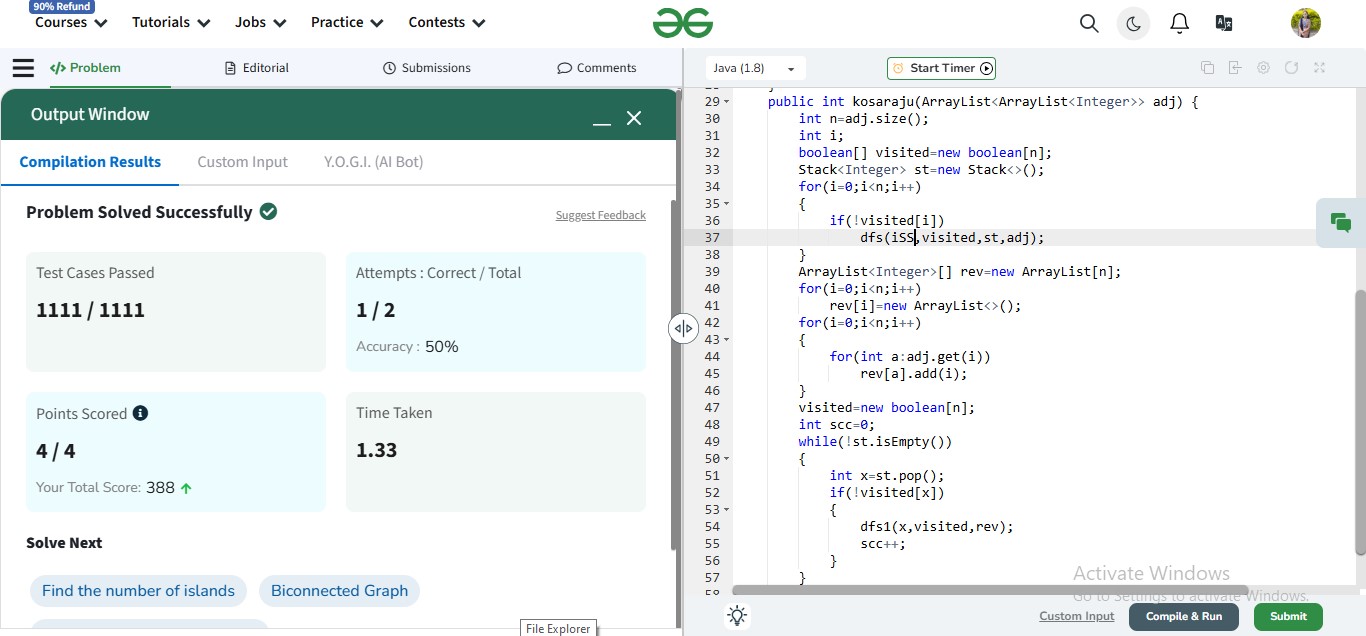 90% Refund
Courses Tutorials Jobs Practice Contests
Problem Editorial Submissions Comments
Java (1.8) Start Timer
Output Window
Compilation Results Custom Input Y.O.G.I. (AI Bot)
Problem Solved Successfully
Suggest Feedback
Test Cases Passed
1111 / 1111
Attempts : Correct / Total
1 / 2
Accuracy : 50%
Points Scored
4 / 4
Your Total Score: 388
Time Taken
1.33
Solve Next
Find the number of islands Biconnected Graph
File Explorer
29 public int kosaraju(ArrayList<ArrayList<Integer>> adj) {
30 int n=adj.size();
31 int i;
32 boolean[] visited=new boolean[n];
33 Stack<Integer> st=new Stack<>();
34 for(i=0;i<n;i++)
35 {
36 if(!visited[i])
37 dfs(iSS,visited,st,adj);
38 }
39 ArrayList<Integer>[] rev=new ArrayList[n];
40 for(i=0;i<n;i++)
41 rev[i]=new ArrayList<>();
42 for(i=0;i<n;i++)
43 {
44 for(int a:adj.get(i))
45 rev[a].add(i);
46 }
47 visited=new boolean[n];
48 int scc=0;
49 while(!st.isEmpty())
50 {
51 int x=st.pop();
52 if(!visited[x])
53 {
54 dfs1(x,visited,rev);
55 scc++;
56 }
57 }
58
Activate Windows
Go to Settings to activate Windows.
Custom Input Compile & Run Submit